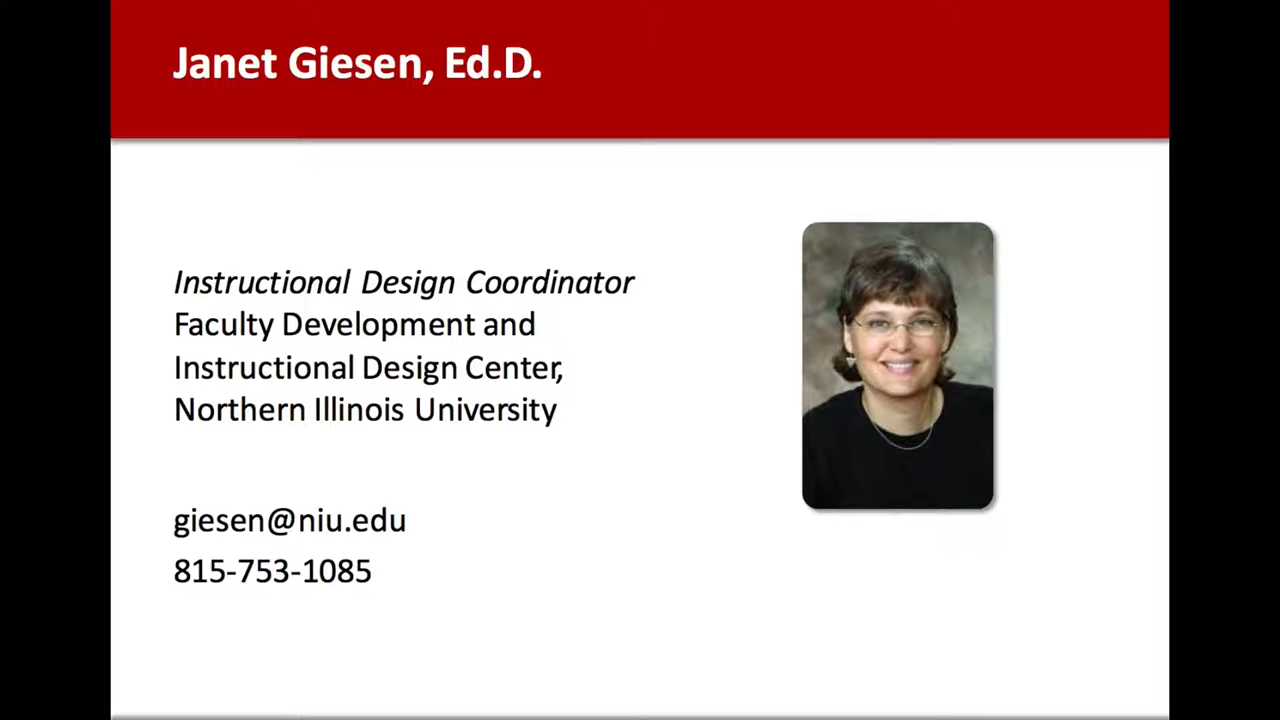 Janet Giesen, Ed.D.
Instructional Design Coordinator
Faculty Development and
Instructional Design Center,
Northern Illinois University
giesen@niu.edu
815-753-1085